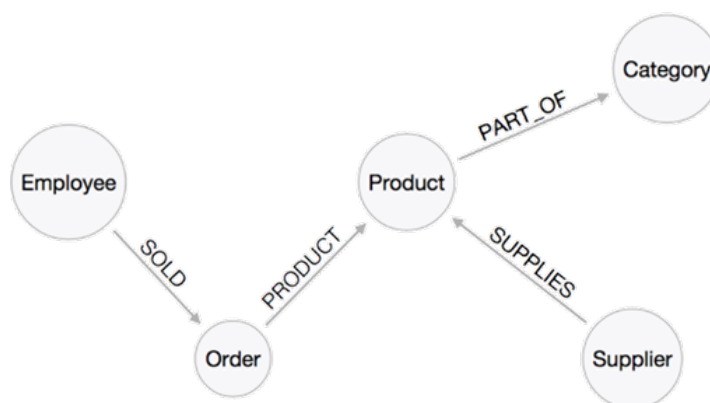 Category
PART_OF
Employee
Product
SOLD
PRODUCT
SUPPLIES
Order
Supplier